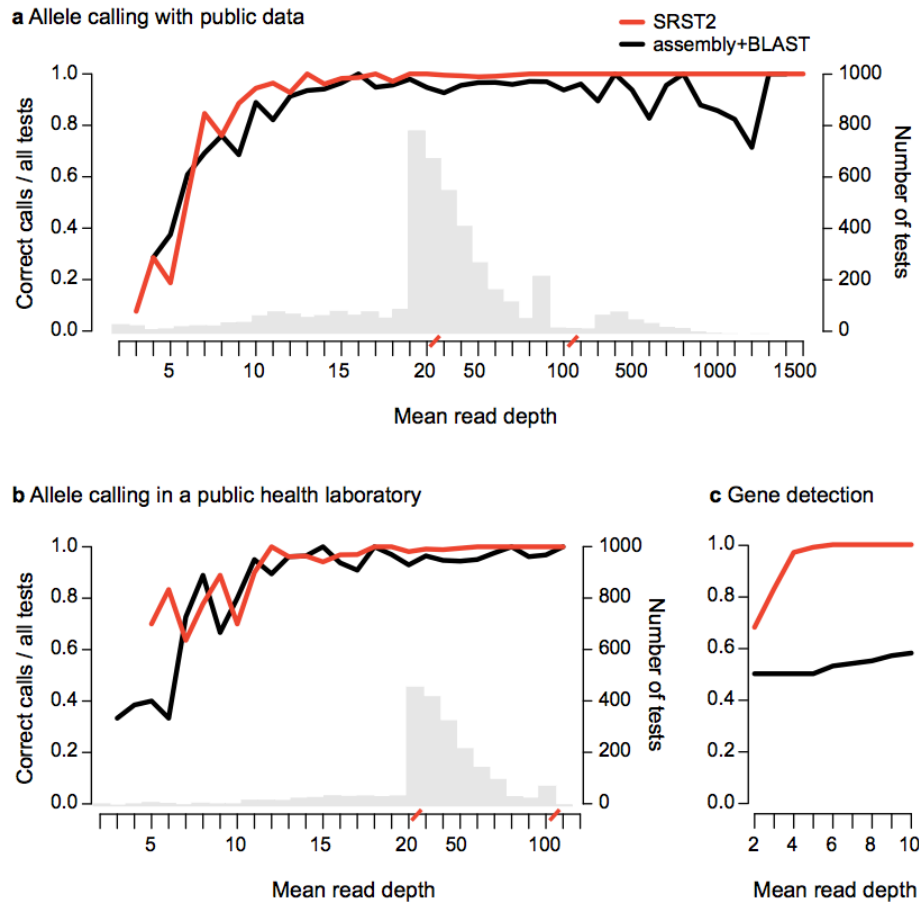 a Allele calling with public data
SRST2
assembly+BLAST
1.0
0.8
0.6
0.4
0.2
0.0
Correct calls / all tests
1000
800
600
400
200
0
Number of tests
5 10 15 20 50 100 500 1000 1500
Mean read depth
b Allele calling in a public health laboratory
1.0
0.8
0.6
0.4
0.2
0.0
Correct calls / all tests
1000
800
600
400
200
0
Number of tests
5 10 15 20 50 100
Mean read depth
c Gene detection
1.0
0.8
0.6
0.4
0.2
0.0
2 4 6 8 10
Mean read depth